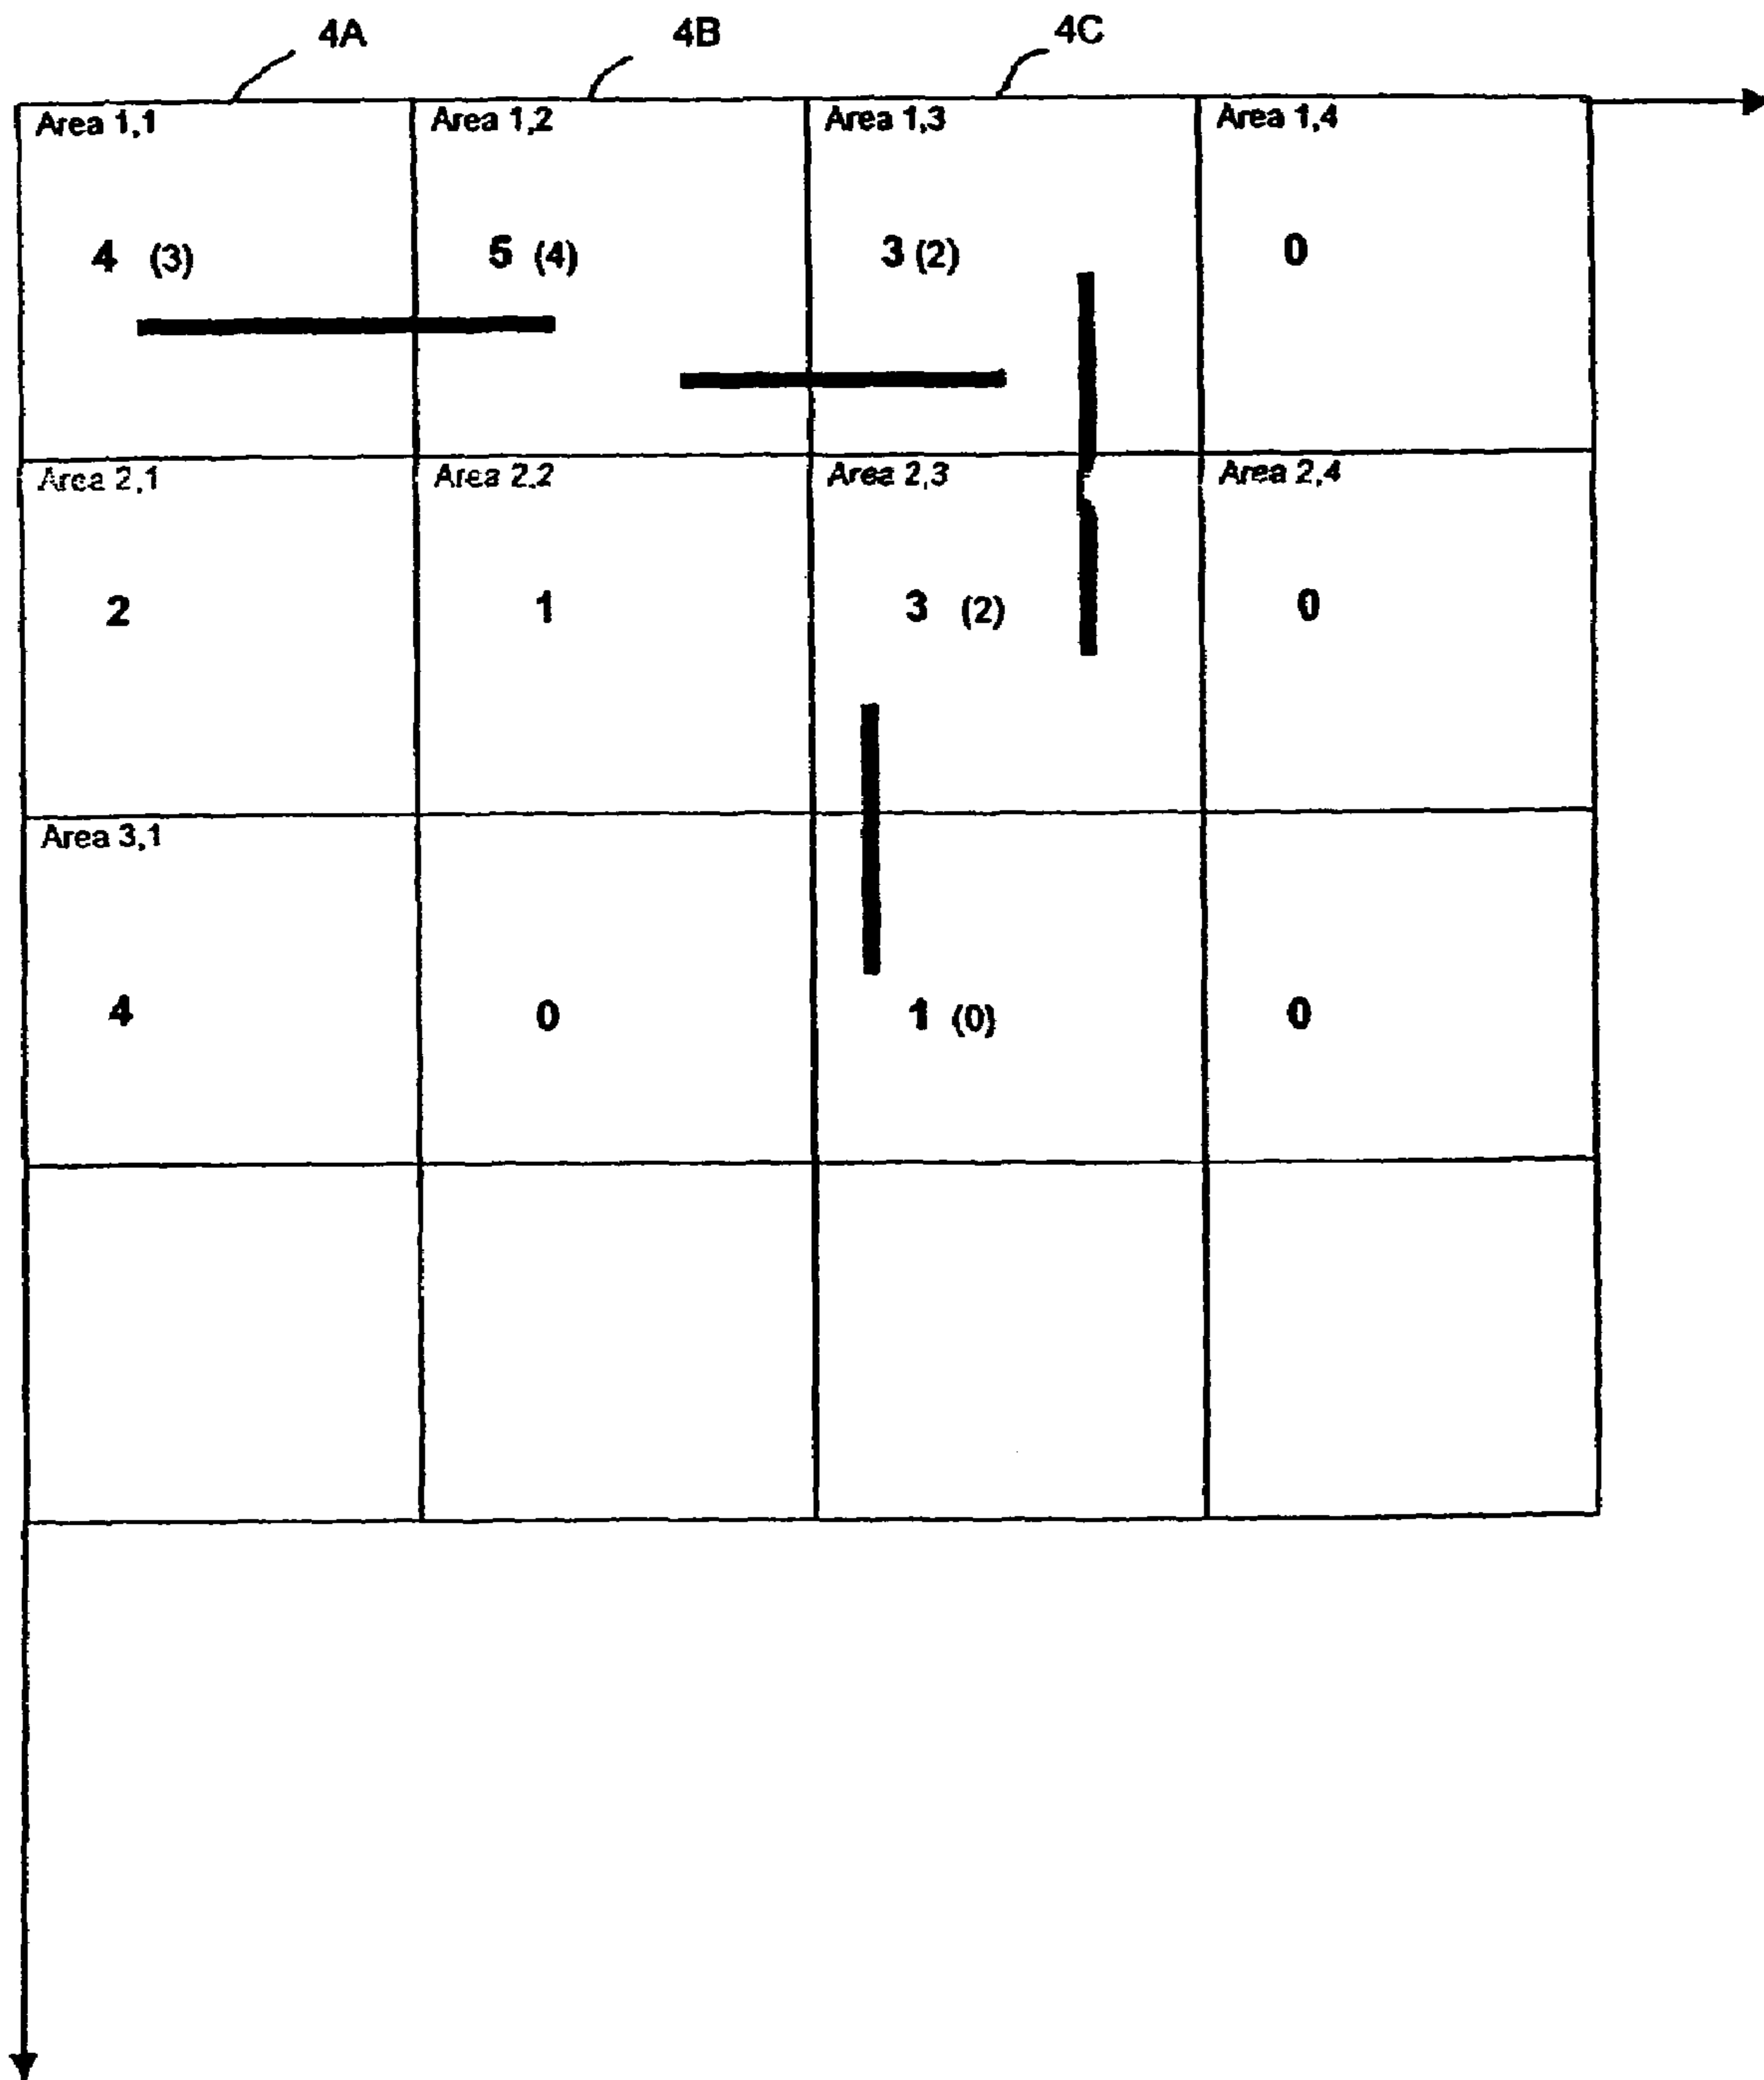 4A 4B 4C
Area 1,1 Area 1,2 Area 1,3 Area 1,4
4 (3) 5 (4) 3 (2) 0
Area 2,1 Area 2,2 Area 2,3 Area 2,4
2 1 3 (2) 0
Area 3,1
4 0 1 (0) 0